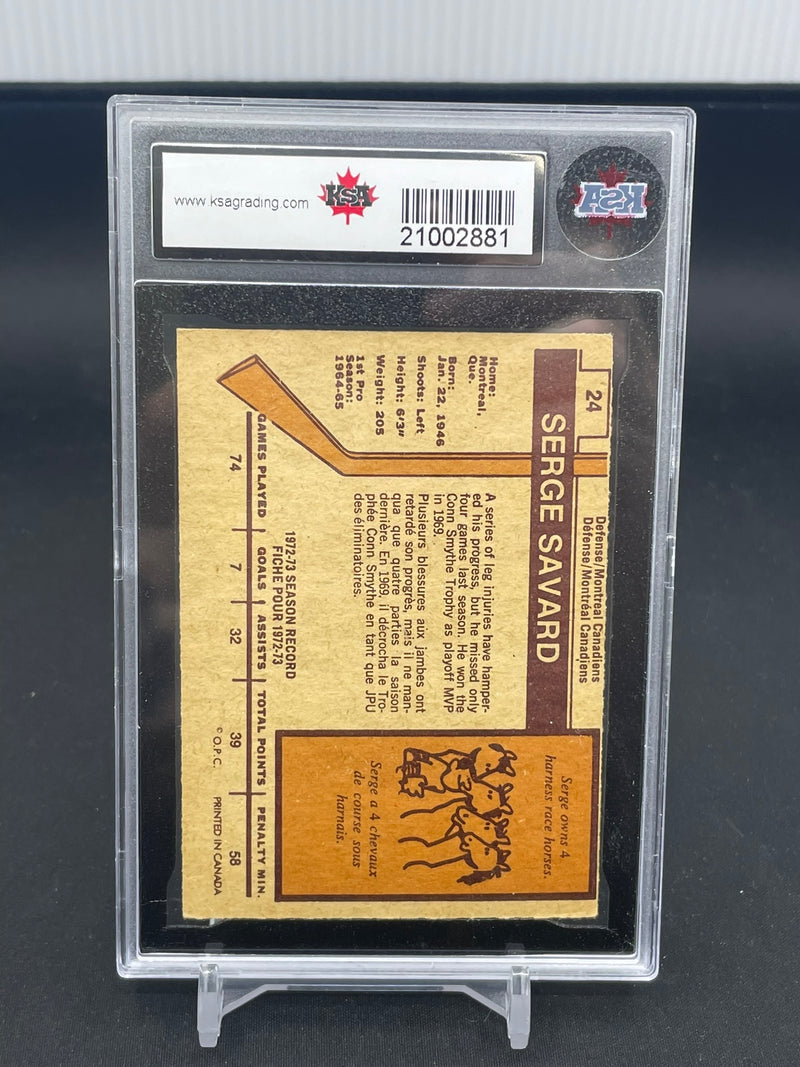 www.ksagrading.com
KSA
21002881
KSA
24
SERGE SAVARD
Defense/Montreal Canadiens
Défense/Montréal Canadiens
Home:
Montreal,
Que.
Born:
Jan. 22, 1946
Shoots: Left
Height: 6'3"
Weight: 205
1st Pro
Season:
1964-65
A series of leg injuries have hamper-
ed his progress, but he missed only
four games last season. He won the
Conn Smythe Trophy as playoff MVP
in 1969.
Plusieurs blessures aux jambes ont
retardé son progrès, mais il ne man-
qua que quatre parties la saison
dernière. En 1969, il décrocha le Tro-
phée Conn Smythe en tant que JPU
des éliminatoires.
Serge owns 4
harness race horses.
Serge a 4 chevaux
de course sous
harnais.
1972-73 SEASON RECORD
FICHE POUR 1972-73
GAMES PLAYED GOALS ASSISTS TOTAL POINTS PENALTY MIN.
74 7 32 39 58
© O.P.C. PRINTED IN CANADA